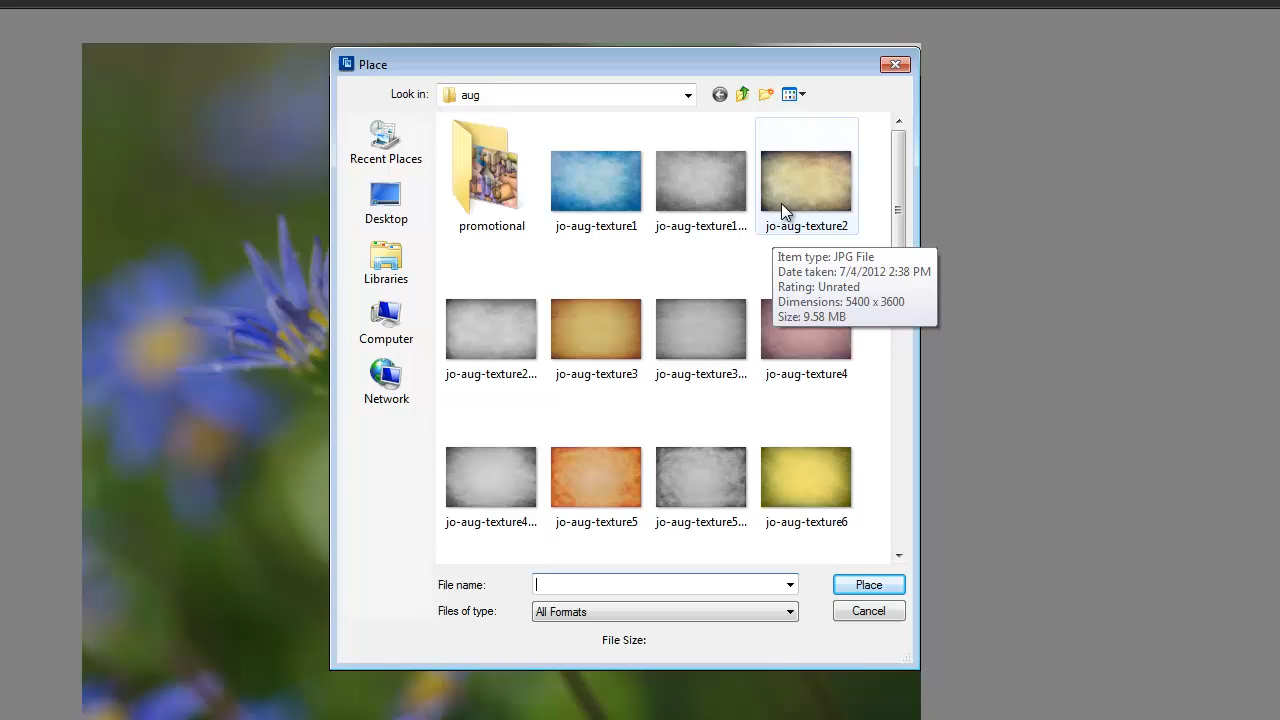 Place
Look in:
aug
Recent Places
Desktop
Libraries
Computer
Network
promotional
jo-aug-texture1
jo-aug-texture1...
jo-aug-texture2
Item type: JPG File
Date taken: 7/4/2012 2:38 PM
Rating: Unrated
Dimensions: 5400 x 3600
Size: 9.58 MB
jo-aug-texture2...
jo-aug-texture3
jo-aug-texture3...
jo-aug-texture4
jo-aug-texture4...
jo-aug-texture5
jo-aug-texture5...
jo-aug-texture6
File name:
Place
Files of type:
All Formats
Cancel
File Size: